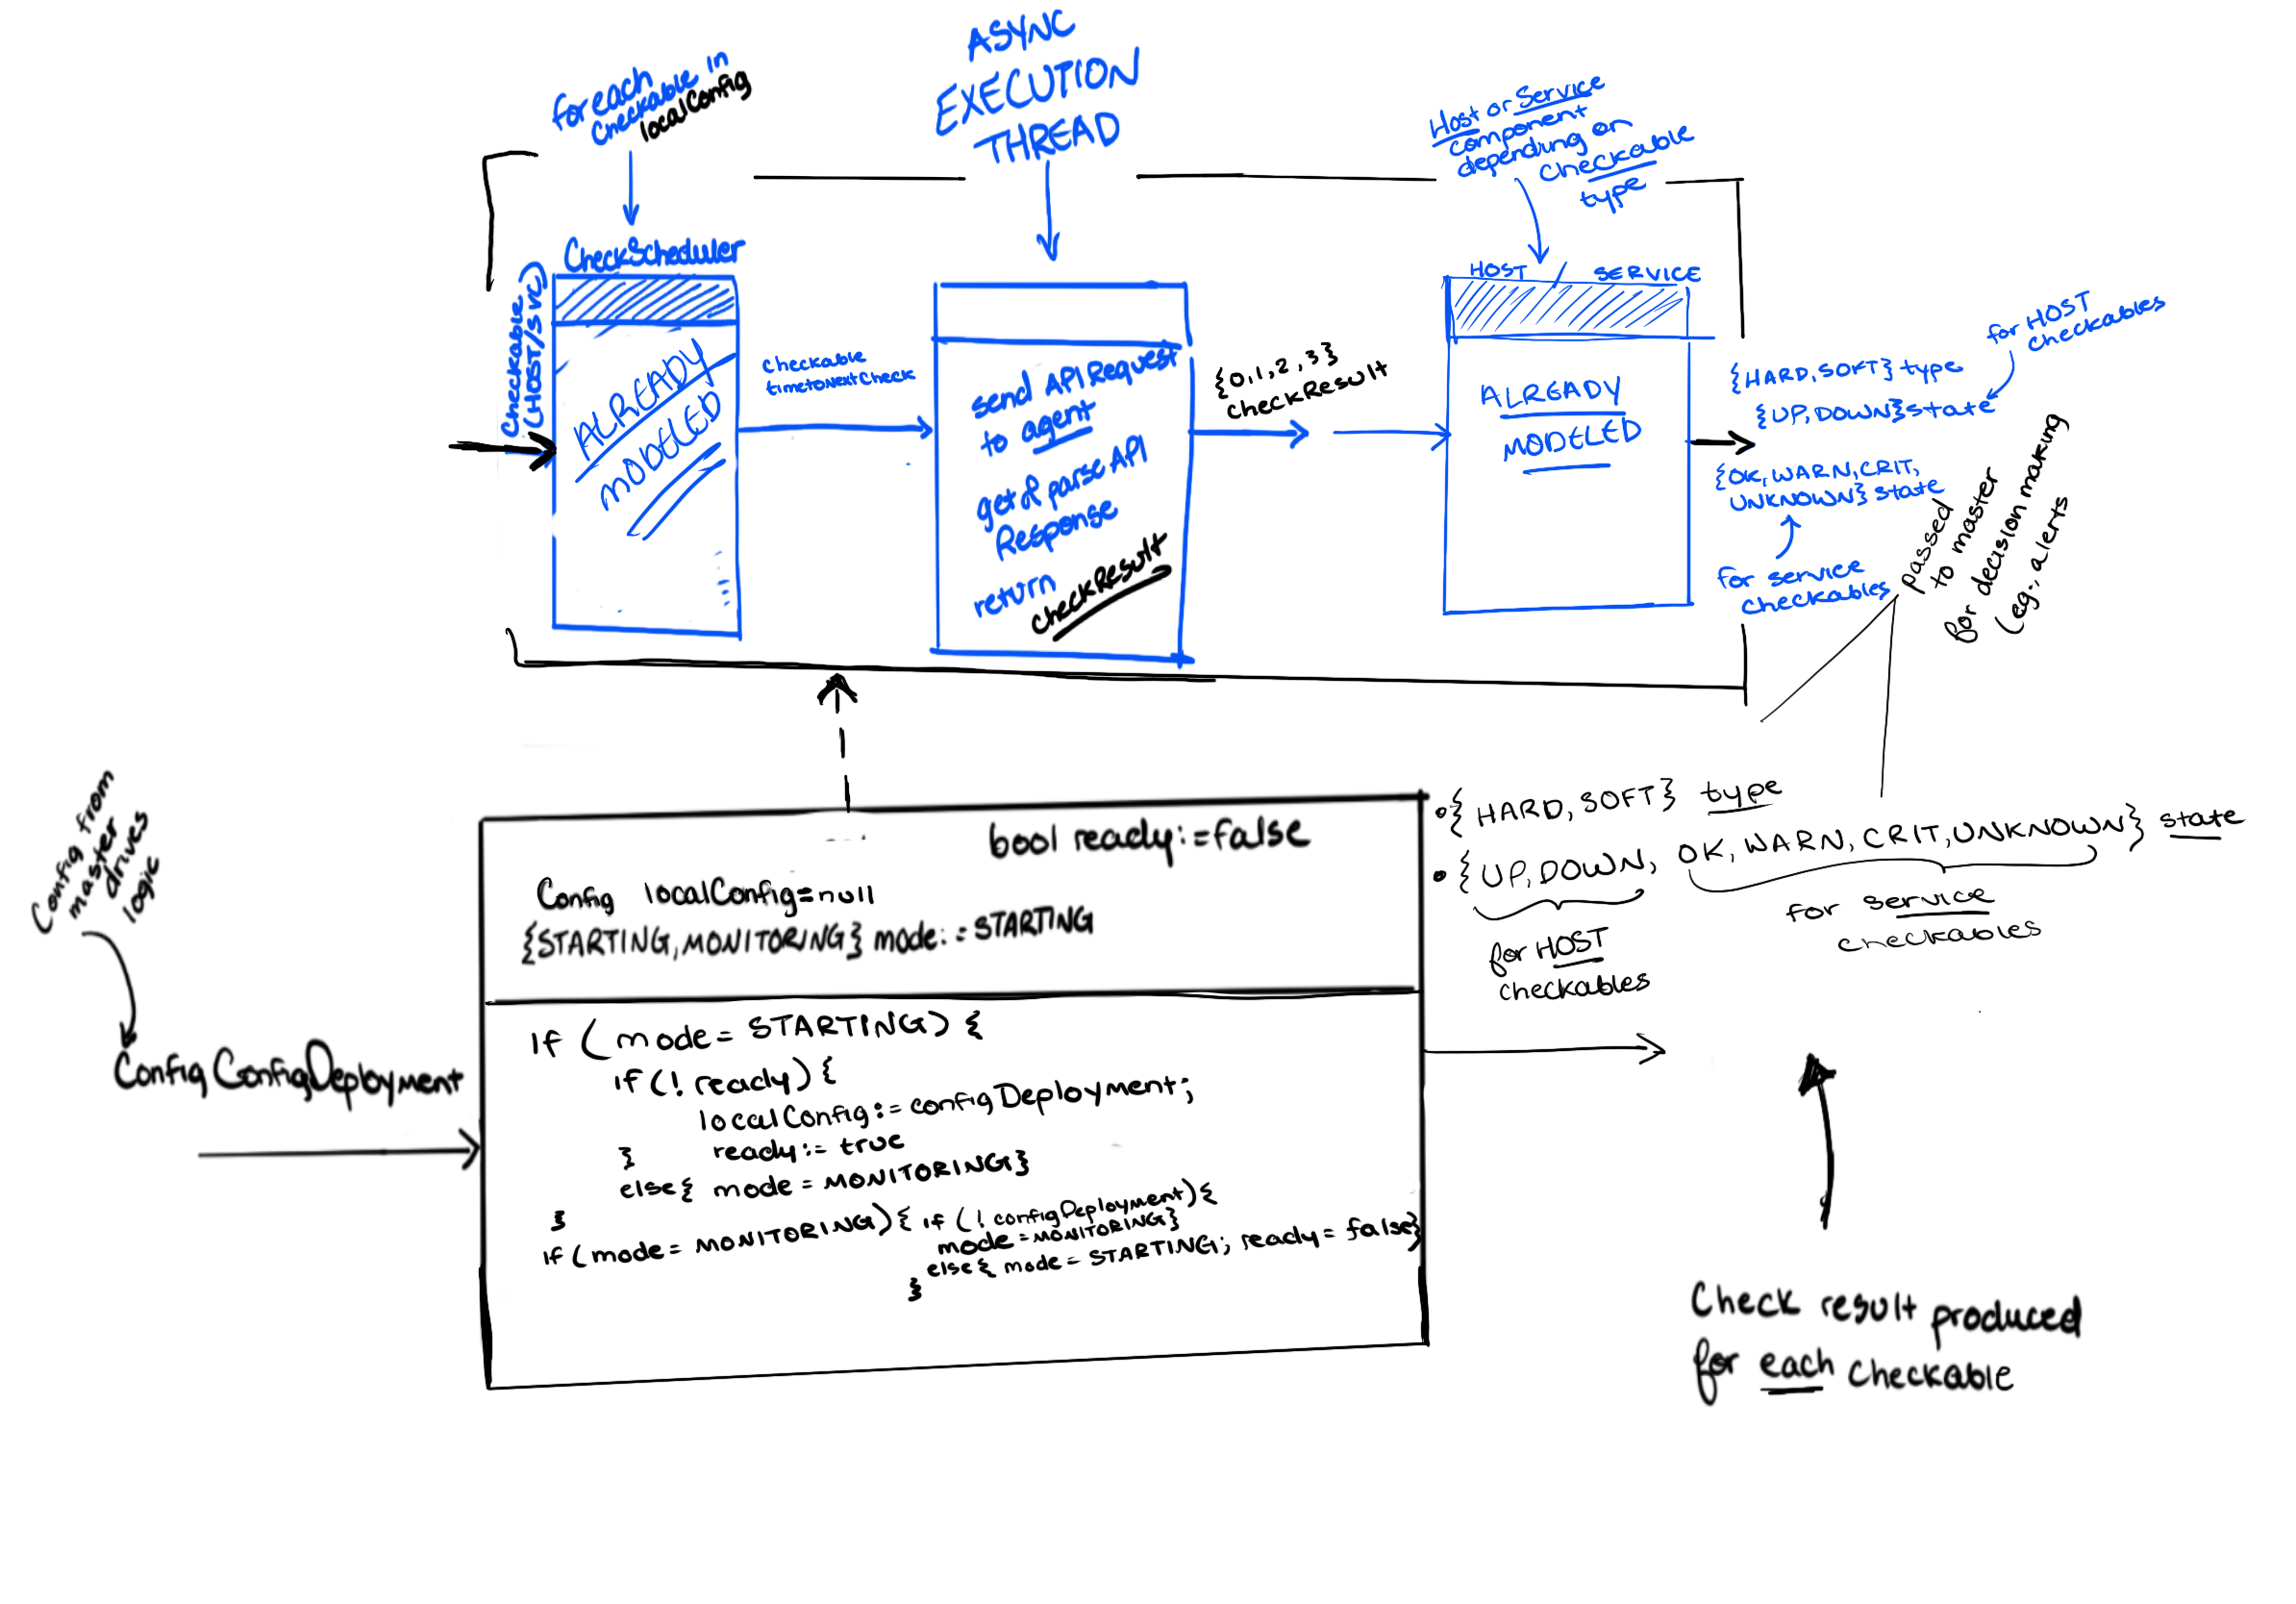 foreach
checkable in
localConfig
ASYNC
EXECUTION
THREAD
Host or Service
component
depending on
checkable
type
CheckScheduler
Checkable
(HOST/SVC)
ALREADY
MODELED
checkable
timetoNextCheck
send API Request
to agent
get & parse API
Response
return
checkResult
{0,1,2,3}
checkResult
HOST / SERVICE
ALREADY
MODELED
for HOST
checkables
{HARD, SOFT} type
{UP, DOWN} state
{OK, WARN, CRIT,
UNKNOWN} state
for service
checkables
passed
to master
for decision making
(eg., alerts
Config from
master
drives
logic
Config ConfigDeployment
bool ready:=false
Config localConfig=null
{STARTING, MONITORING} mode:=STARTING
if (mode = STARTING) {
if (! ready) {
localConfig:=configDeployment;
ready:= true
}
else{ mode = MONITORING}
}
if (mode = MONITORING) { if (! configDeployment) {
mode = MONITORING}
else{ mode = STARTING; ready = false}
}
•{ HARD, SOFT} type
•{UP, DOWN, OK, WARN, CRIT, UNKNOWN} state
for HOST
checkables
for service
checkables
Check result produced
for each checkable